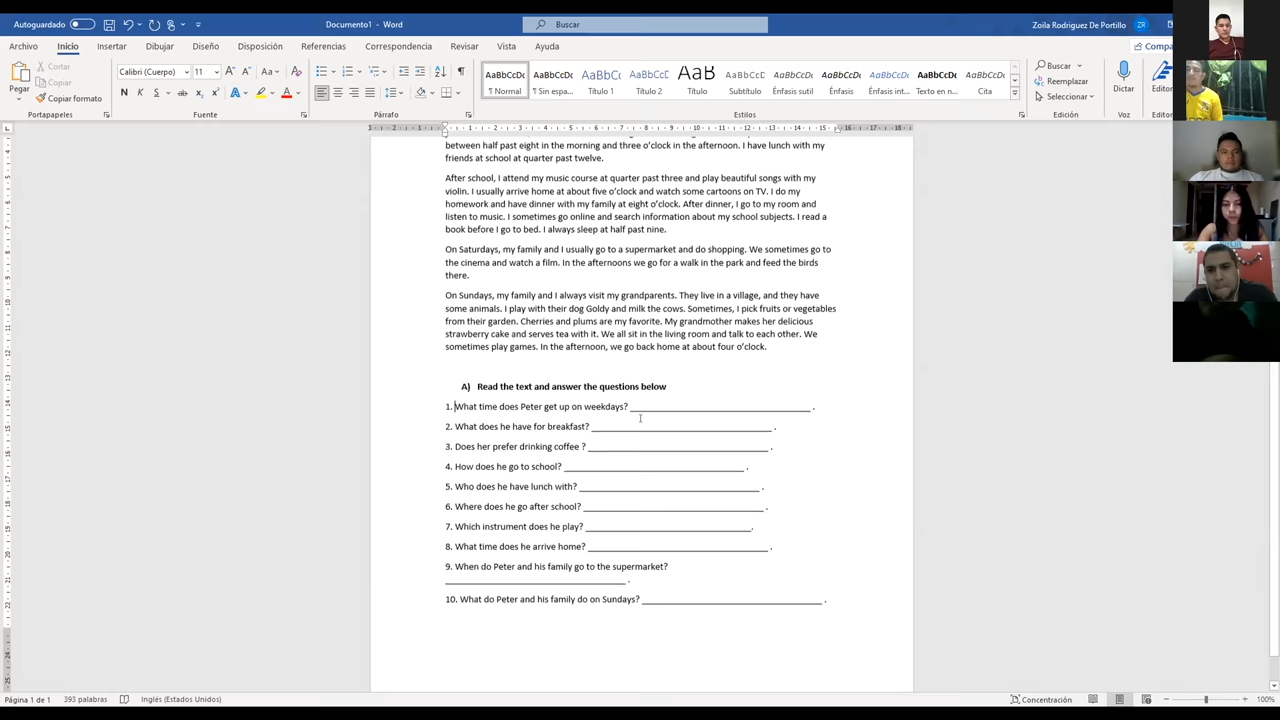 Autoguardado
Documento1 - Word
Buscar
Zoila Rodriguez De Portillo
ZR
Archivo Inicio Insertar Dibujar Diseño Disposición Referencias Correspondencia Revisar Vista Ayuda
Compa
Pegar
Cortar
Copiar
Copiar formato
Portapapeles
Calibri (Cuerpo) 11
N K S
Fuente
Párrafo
AaBbCcDc AaBbCcDc AaBbCc AaBbCcD AaB AaBbCcD AaBbCcDc AaBbCcDc AaBbCcDc AaBbCcDc AaBbCcDc
¶ Normal ¶ Sin espa... Título 1 Título 2 Título Subtítulo Énfasis sutil Énfasis Énfasis int... Texto en n... Cita
Estilos
Buscar
Reemplazar
Seleccionar
Edición
Dictar
Voz
Editor
between half past eight in the morning and three o'clock in the afternoon. I have lunch with my
friends at school at quarter past twelve.
After school, I attend my music course at quarter past three and play beautiful songs with my
violin. I usually arrive home at about five o'clock and watch some cartoons on TV. I do my
homework and have dinner with my family at eight o'clock. After dinner, I go to my room and
listen to music. I sometimes go online and search information about my school subjects. I read a
book before I go to bed. I always sleep at half past nine.
On Saturdays, my family and I usually go to a supermarket and do shopping. We sometimes go to
the cinema and watch a film. In the afternoons we go for a walk in the park and feed the birds
there.
On Sundays, my family and I always visit my grandparents. They live in a village, and they have
some animals. I play with their dog Goldy and milk the cows. Sometimes, I pick fruits or vegetables
from their garden. Cherries and plums are my favorite. My grandmother makes her delicious
strawberry cake and serves tea with it. We all sit in the living room and talk to each other. We
sometimes play games. In the afternoon, we go back home at about four o'clock.
A) Read the text and answer the questions below
1. What time does Peter get up on weekdays? ______________________________ .
2. What does he have for breakfast? ______________________________ .
3. Does her prefer drinking coffee ? ______________________________ .
4. How does he go to school? ______________________________ .
5. Who does he have lunch with? ______________________________ .
6. Where does he go after school? ______________________________ .
7. Which instrument does he play? ____________________________.
8. What time does he arrive home? ______________________________ .
9. When do Peter and his family go to the supermarket?
______________________________ .
10. What do Peter and his family do on Sundays? ______________________________ .
Página 1 de 1 393 palabras Inglés (Estados Unidos)
Concentración
100%